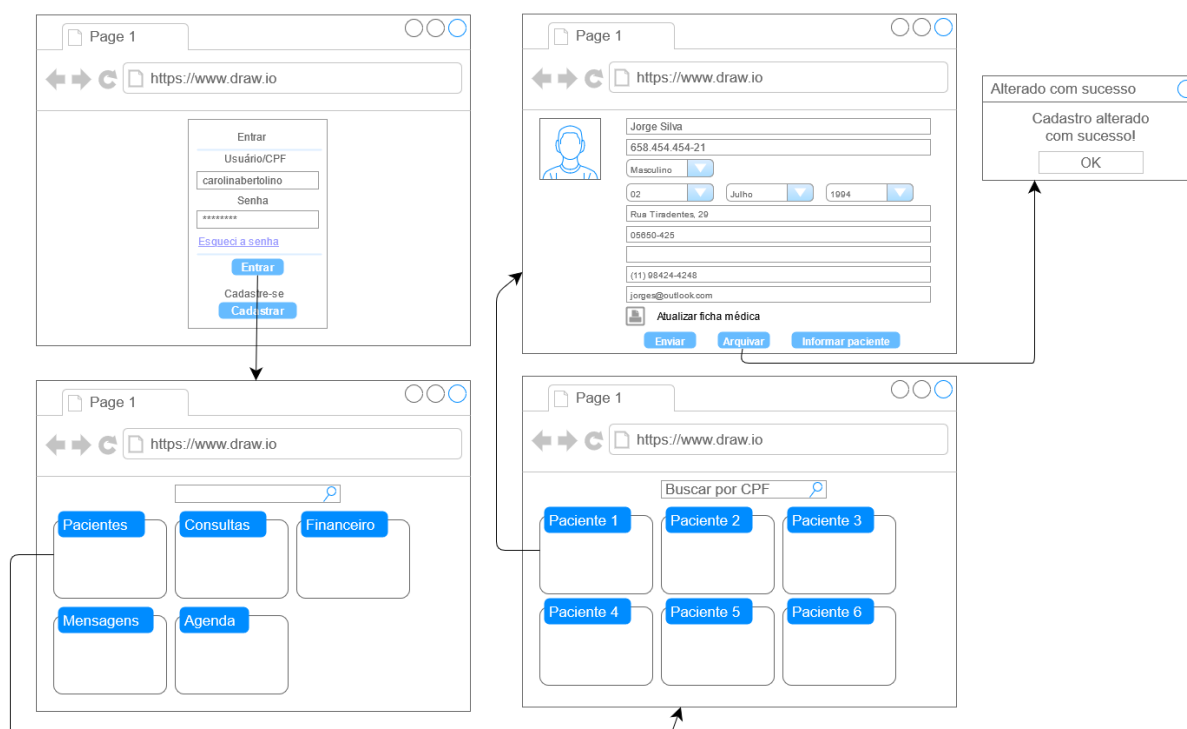 Page 1
https://www.draw.io
Entrar
Usuário/CPF
carolinabertolino
Senha
********
Esqueci a senha
Entrar
Cadastre-se
Cadastrar
Page 1
https://www.draw.io
Jorge Silva
658.454.454-21
Masculino
02
Julho
1994
Rua Tiradentes, 29
05650-425
(11) 98424-4248
jorges@outlook.com
Atualizar ficha médica
Enviar
Arquivar
Informar paciente
Alterado com sucesso
Cadastro alterado
com sucesso!
OK
Page 1
https://www.draw.io
Pacientes
Consultas
Financeiro
Mensagens
Agenda
Page 1
https://www.draw.io
Buscar por CPF
Paciente 1
Paciente 2
Paciente 3
Paciente 4
Paciente 5
Paciente 6